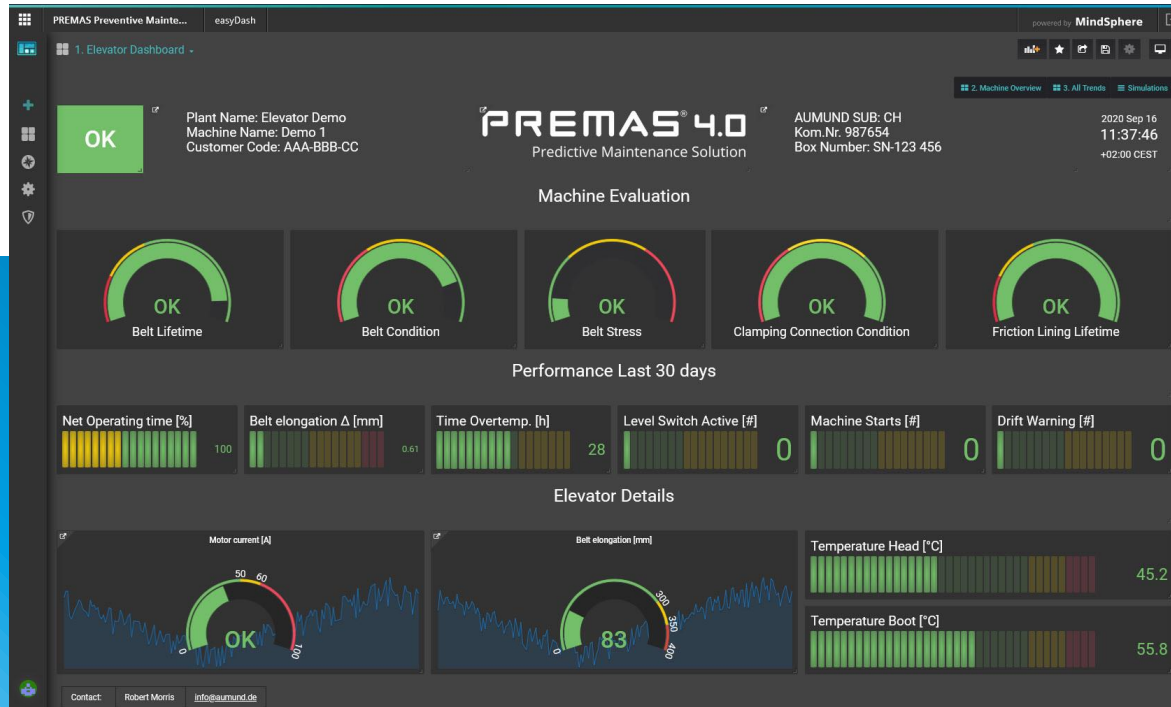 PREMAS Preventive Mainte...
easyDash
powered by MindSphere
1. Elevator Dashboard
2. Machine Overview
3. All Trends
Simulations
OK
Plant Name: Elevator Demo
Machine Name: Demo 1
Customer Code: AAA-BBB-CC
PREMAS® 4.0
Predictive Maintenance Solution
AUMUND SUB: CH
Kom.Nr. 987654
Box Number: SN-123 456
2020 Sep 16
11:37:46
+02:00 CEST
Machine Evaluation
OK
Belt Lifetime
OK
Belt Condition
OK
Belt Stress
OK
Clamping Connection Condition
OK
Friction Lining Lifetime
Performance Last 30 days
Net Operating time [%]
100
Belt elongation Δ [mm]
0.61
Time Overtemp. [h]
28
Level Switch Active [#]
0
Machine Starts [#]
0
Drift Warning [#]
0
Elevator Details
Motor current [A]
50
60
OK
0
100
Belt elongation [mm]
300
350
83
0
400
Temperature Head [°C]
45.2
Temperature Boot [°C]
55.8
Contact:
Robert Morris
info@aumund.de